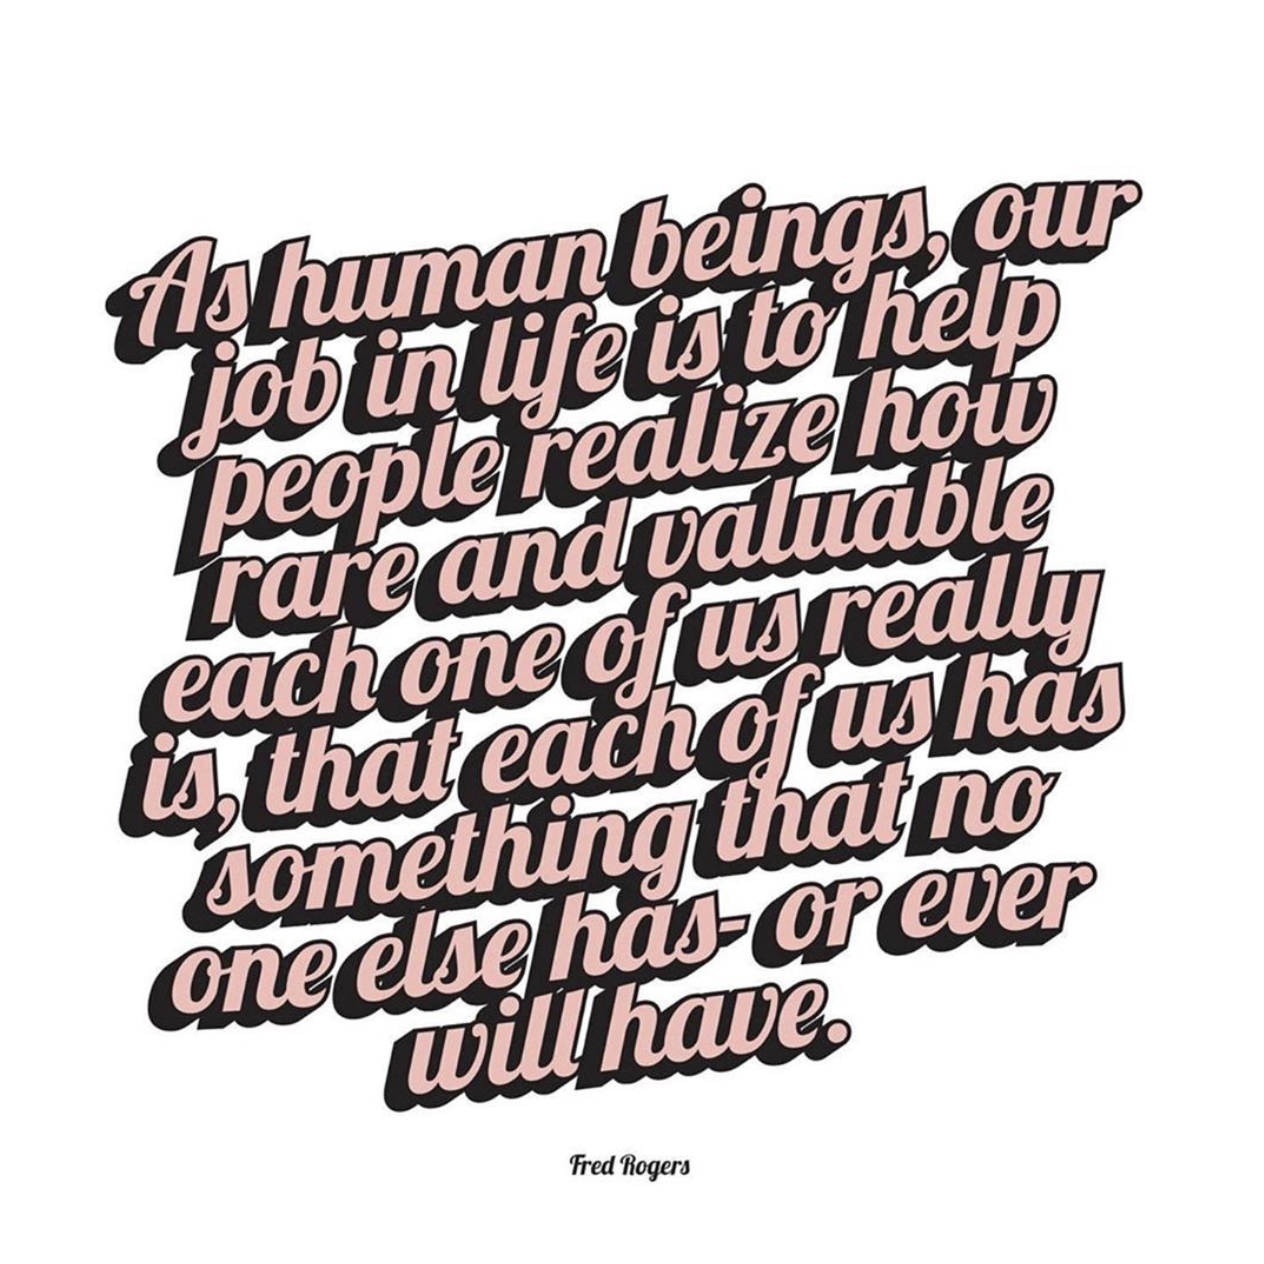 As human beings, our
job in life is to help
people realize how
rare and valuable
each one of us really
is, that each of us has
something that no
one else has- or ever
will have.
Fred Rogers